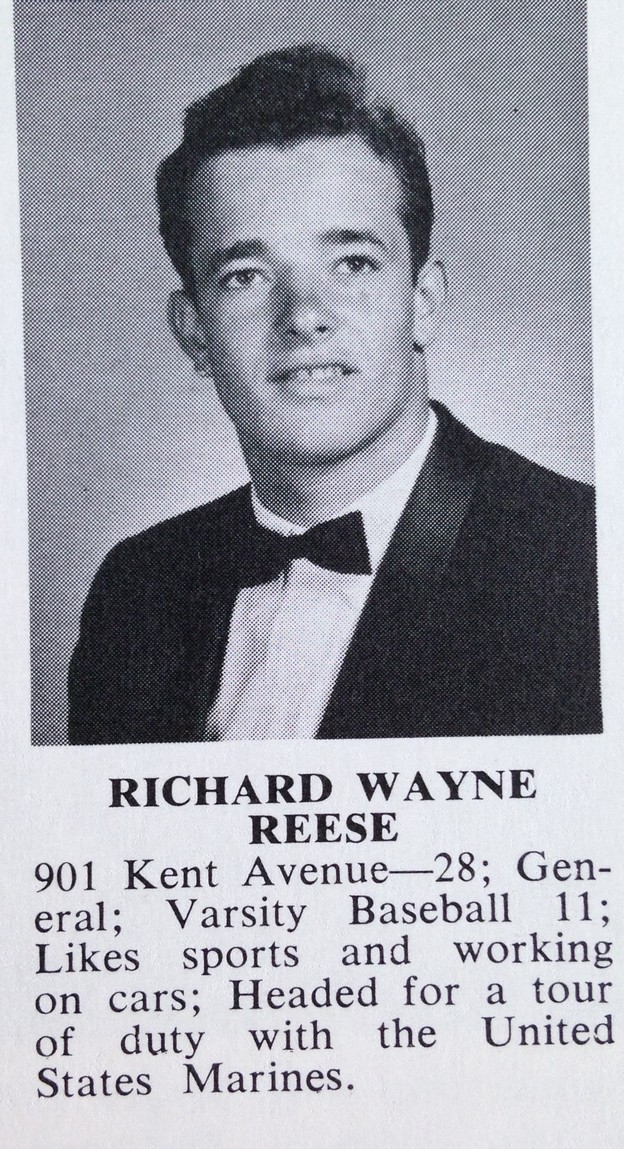 RICHARD WAYNE
REESE
901 Kent Avenue—28; Gen-
eral; Varsity Baseball 11;
Likes sports and working
on cars; Headed for a tour
of duty with the United
States Marines.